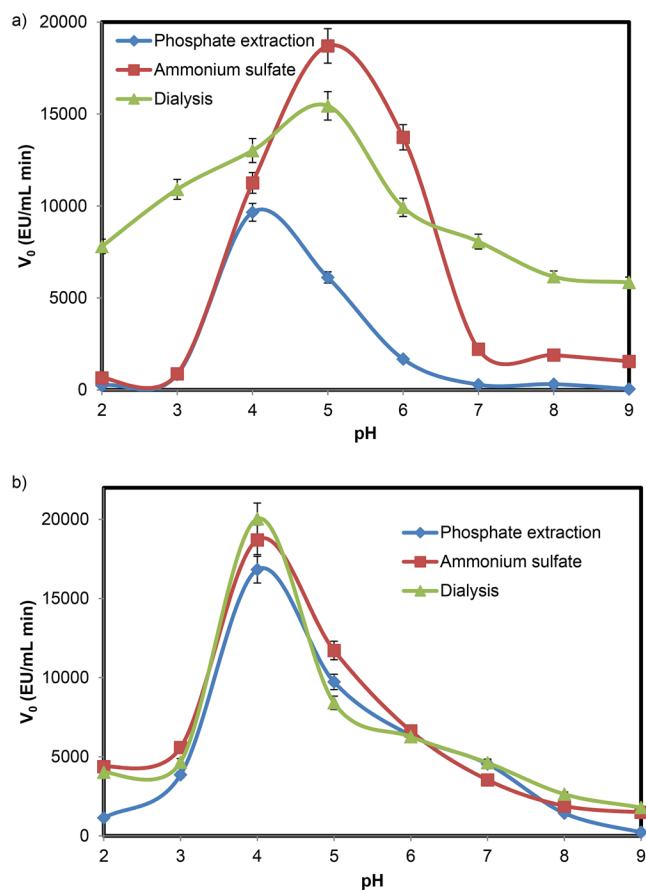 a)
20000
15000
10000
5000
0
V₀ (EU/mL min)
Phosphate extraction
Ammonium sulfate
Dialysis
2 3 4 5 6 7 8 9
pH
b)
20000
15000
10000
5000
0
V₀ (EU/mL min)
Phosphate extraction
Ammonium sulfate
Dialysis
2 3 4 5 6 7 8 9
pH